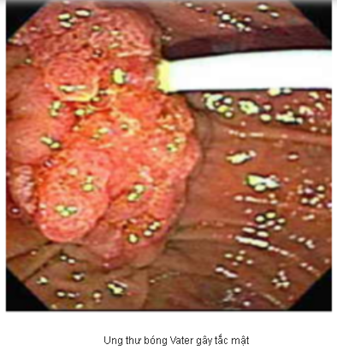 Ung thư bóng Vater gây tắc mật